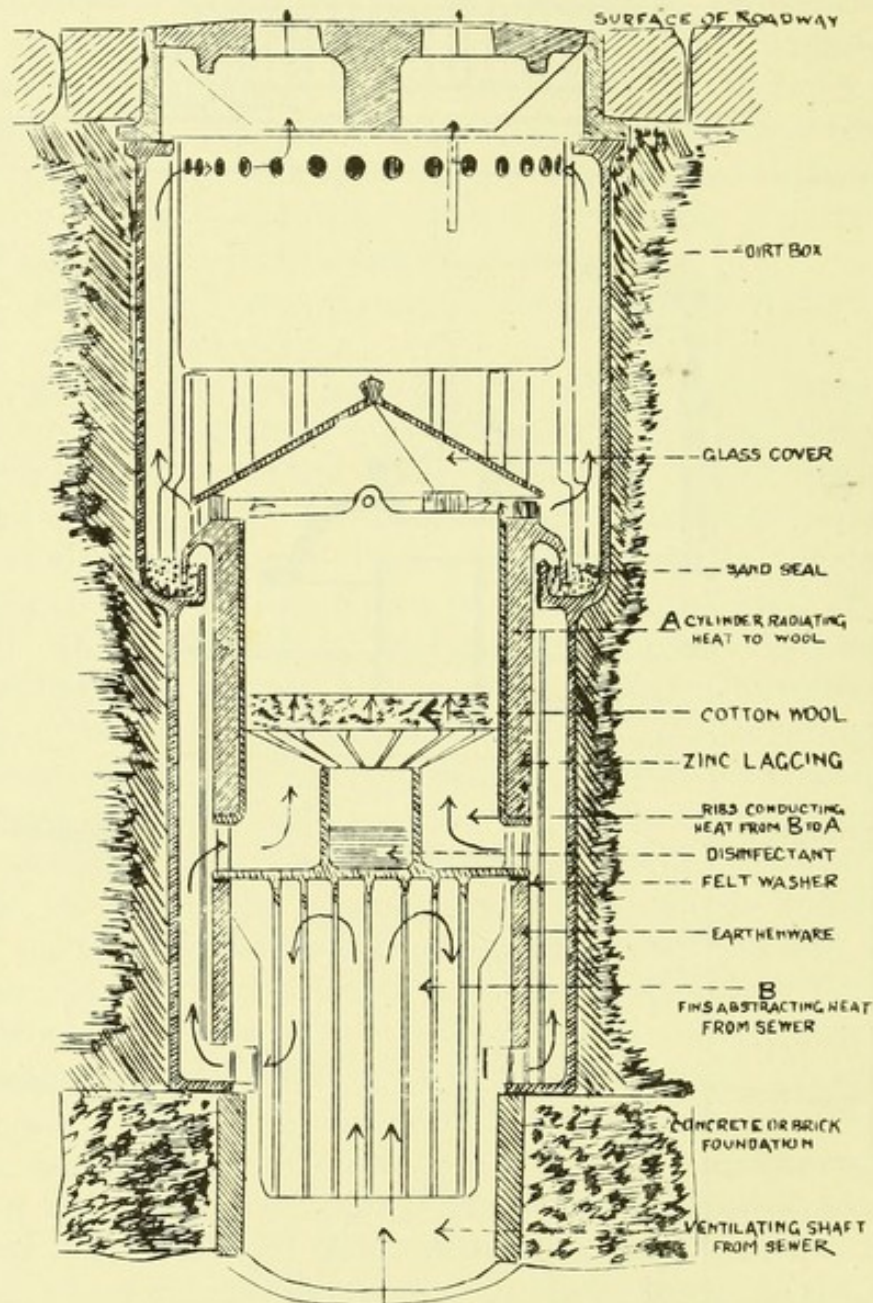 SURFACE OF ROADWAY
DIRT BOX
GLASS COVER
SAND SEAL
A CYLINDER RADIATING
HEAT TO WOOL
COTTON WOOL
ZINC LAGGING
RIBS CONDUCTING
HEAT FROM B TO A
DISINFECTANT
FELT WASHER
EARTHENWARE
B
FINS ABSTRACTING HEAT
FROM SEWER
CONCRETE OR BRICK
FOUNDATION
VENTILATING SHAFT
FROM SEWER